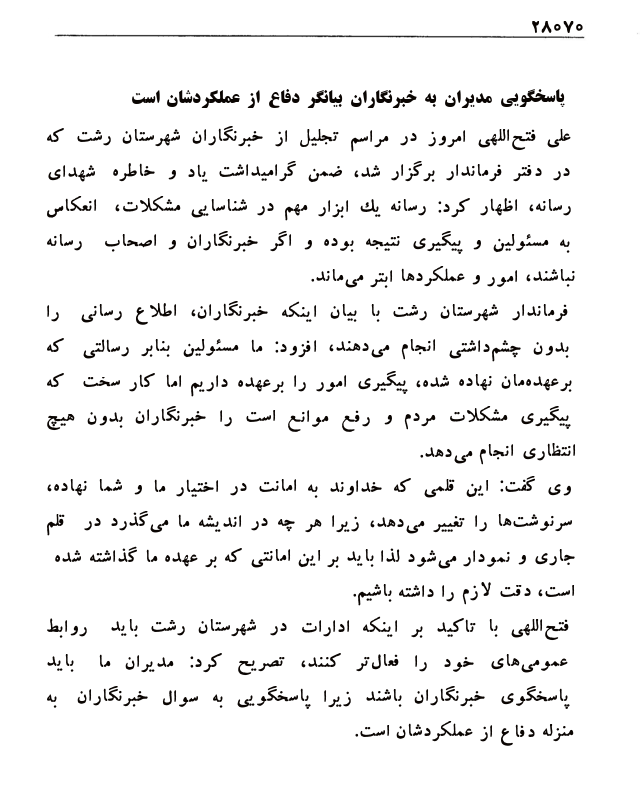 ۲۸۰۷۰
پاسخگویی مدیران به خبرنگاران بیانگر دفاع از عملکردشان است
علی فتح‌اللهی امروز در مراسم تجلیل از خبرنگاران شهرستان رشت که
در دفتر فرماندار برگزار شد، ضمن گرامیداشت یاد و خاطره شهدای
رسانه، اظهار کرد: رسانه یك ابزار مهم در شناسایی مشکلات، انعکاس
به مسئولین و پیگیری نتیجه بوده و اگر خبرنگاران و اصحاب رسانه
نباشند، امور و عملکردها ابتر می‌ماند.
فرماندار شهرستان رشت با بیان اینکه خبرنگاران، اطلاع رسانی را
بدون چشم‌داشتی انجام می‌دهند، افزود: ما مسئولین بنابر رسالتی که
برعهده‌مان نهاده شده، پیگیری امور را برعهده داریم اما کار سخت که
پیگیری مشکلات مردم و رفع موانع است را خبرنگاران بدون هیچ
انتظاری انجام می‌دهد.
وی گفت: این قلمی که خداوند به امانت در اختیار ما و شما نهاده،
سرنوشت‌ها را تغییر می‌دهد، زیرا هر چه در اندیشه ما می‌گذرد در قلم
جاری و نمودار می‌شود لذا باید بر این امانتی که بر عهده ما گذاشته شده
است، دقت لازم را داشته باشیم.
فتح‌اللهی با تاکید بر اینکه ادارات در شهرستان رشت باید روابط
عمومی‌های خود را فعال‌تر کنند، تصریح کرد: مدیران ما باید
پاسخگوی خبرنگاران باشند زیرا پاسخگویی به سوال خبرنگاران به
منزله دفاع از عملکردشان است.